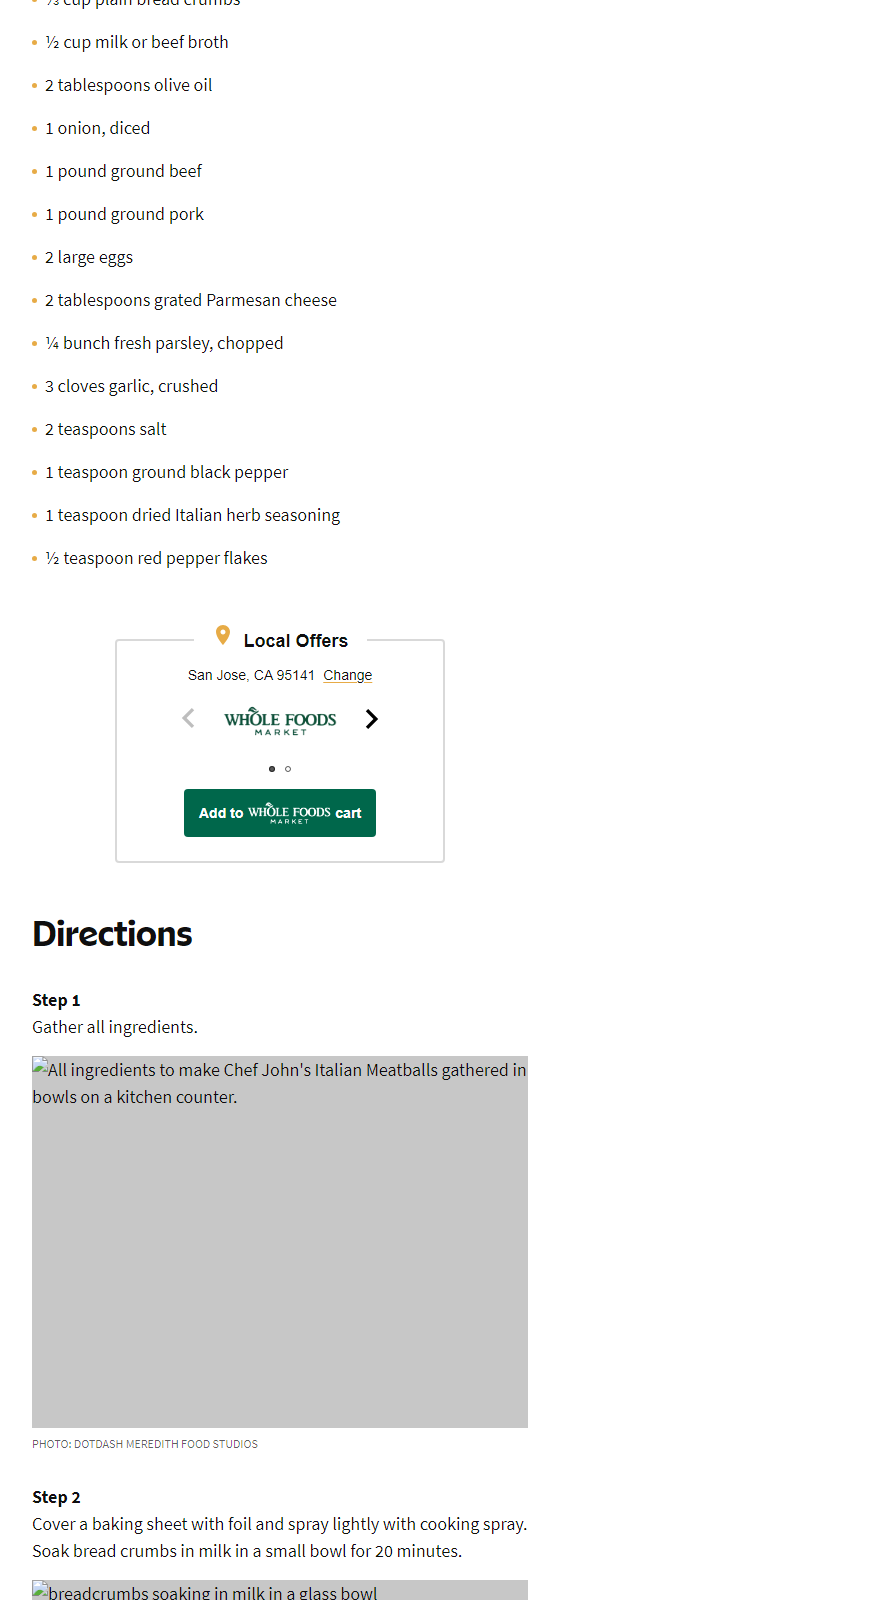 ⅓ cup plain bread crumbs
½ cup milk or beef broth
2 tablespoons olive oil
1 onion, diced
1 pound ground beef
1 pound ground pork
2 large eggs
2 tablespoons grated Parmesan cheese
¼ bunch fresh parsley, chopped
3 cloves garlic, crushed
2 teaspoons salt
1 teaspoon ground black pepper
1 teaspoon dried Italian herb seasoning
½ teaspoon red pepper flakes
Local Offers
San Jose, CA 95141 Change
WHOLE FOODS
MARKET
Add to WHOLE FOODS MARKET cart
Directions
Step 1
Gather all ingredients.
All ingredients to make Chef John's Italian Meatballs gathered in
bowls on a kitchen counter.
PHOTO: DOTDASH MEREDITH FOOD STUDIOS
Step 2
Cover a baking sheet with foil and spray lightly with cooking spray.
Soak bread crumbs in milk in a small bowl for 20 minutes.
breadcrumbs soaking in milk in a glass bowl